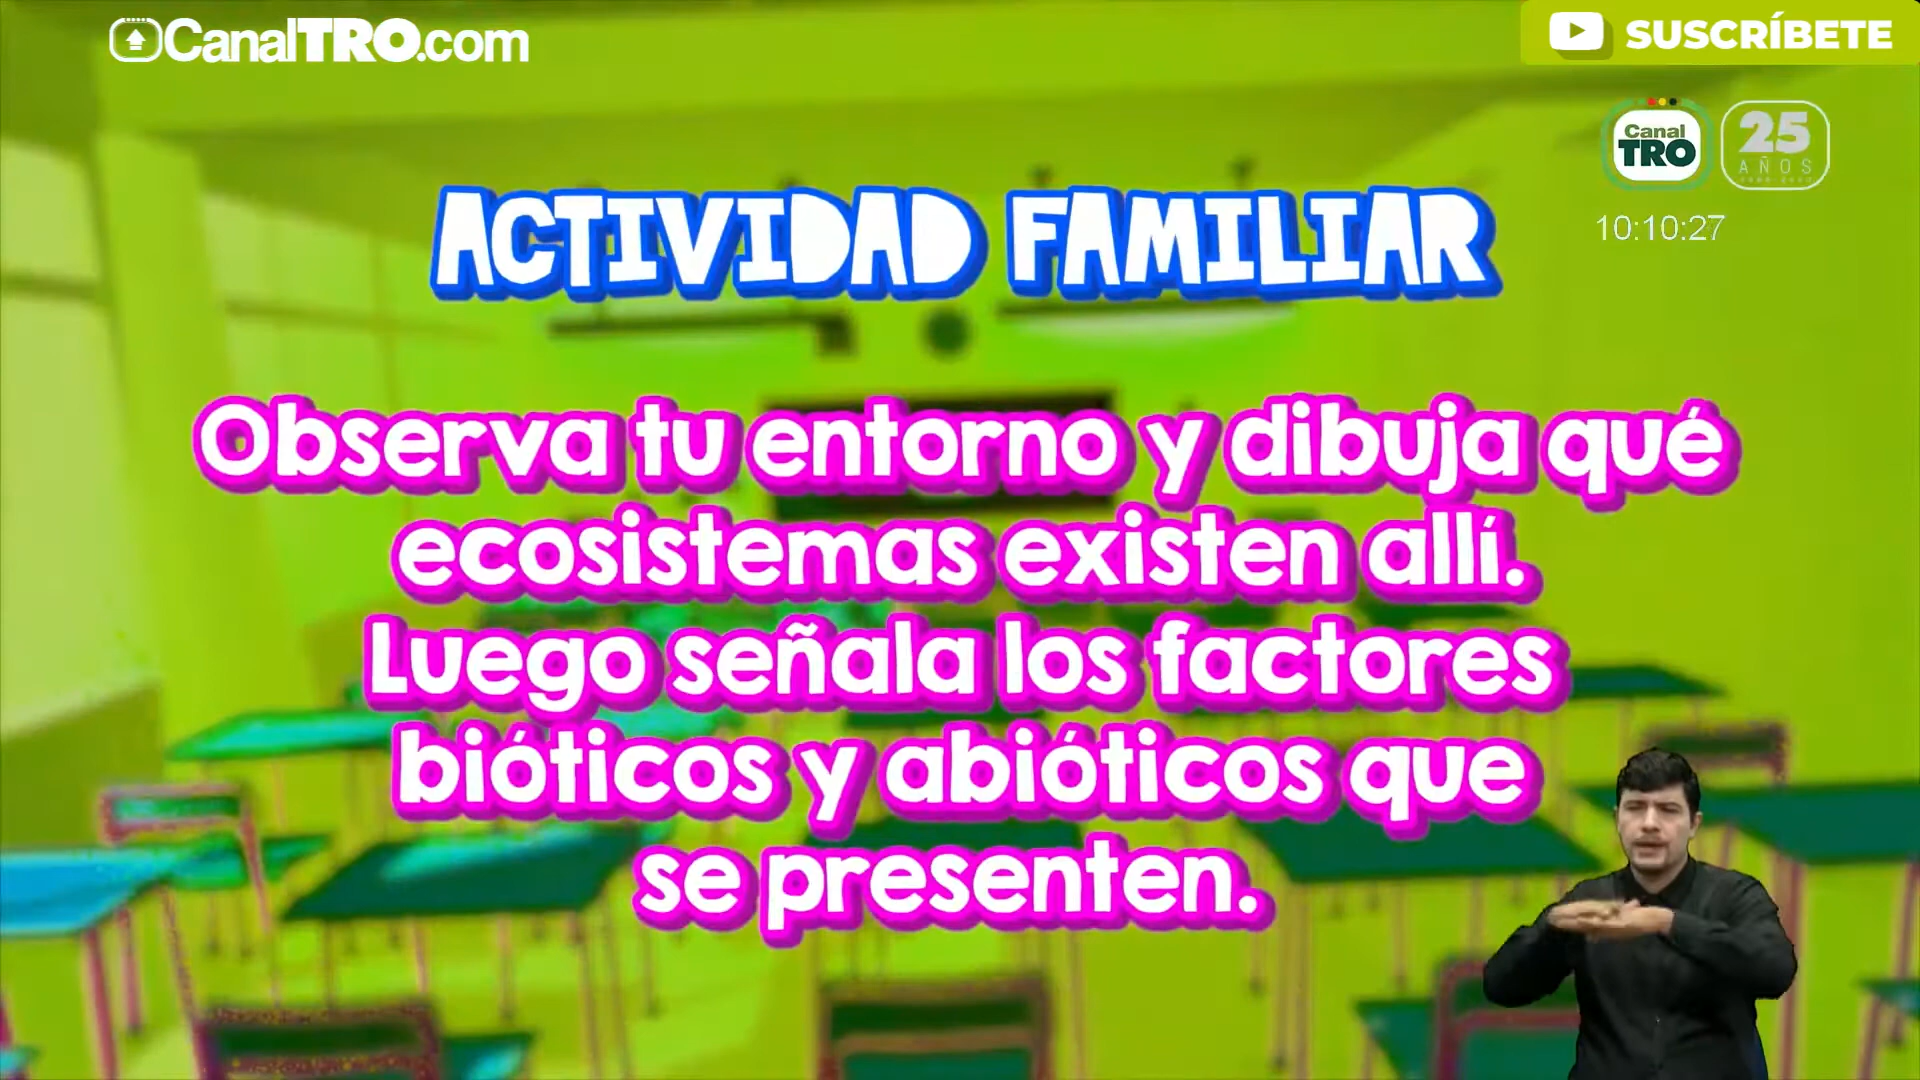 CanalTRO.com
SUSCRÍBETE
Canal
TRO
25
AÑOS
10:10:27
ACTIVIDAD FAMILIAR
Observa tu entorno y dibuja qué
ecosistemas existen allí.
Luego señala los factores
bióticos y abióticos que
se presenten.